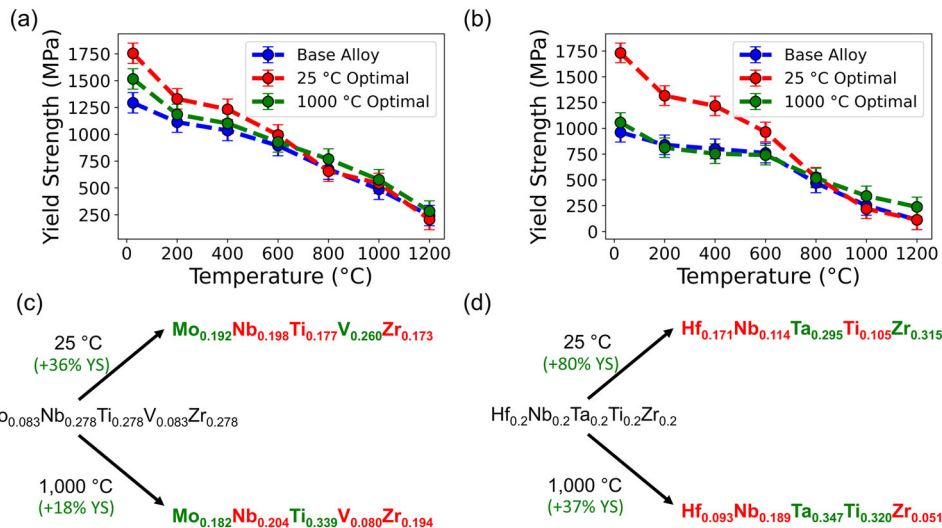 (a)
Yield Strength (MPa)
1750
1500
1250
1000
750
500
250
0 200 400 600 800 1000 1200
Temperature (°C)
Base Alloy
25 °C Optimal
1000 °C Optimal
(b)
Yield Strength (MPa)
1750
1500
1250
1000
750
500
250
0
0 200 400 600 800 1000 1200
Temperature (°C)
Base Alloy
25 °C Optimal
1000 °C Optimal
(c)
Mo0.192Nb0.198Ti0.177V0.260Zr0.173
25 °C
(+36% YS)
o0.083Nb0.278Ti0.278V0.083Zr0.278
1,000 °C
(+18% YS)
Mo0.182Nb0.204Ti0.339V0.080Zr0.194
(d)
Hf0.171Nb0.114Ta0.295Ti0.105Zr0.315
25 °C
(+80% YS)
Hf0.2Nb0.2Ta0.2Ti0.2Zr0.2
1,000 °C
(+37% YS)
Hf0.093Nb0.189Ta0.347Ti0.320Zr0.051